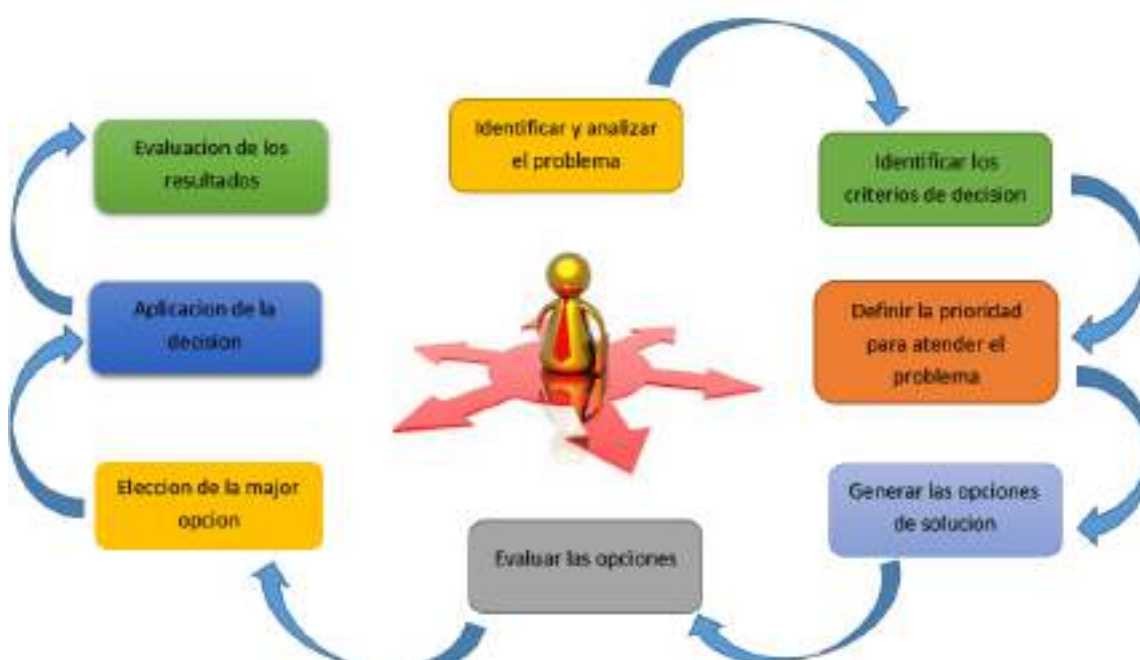 Identificar y analizar
el problema
Identificar los
criterios de decision
Definir la prioridad
para atender el
problema
Generar las opciones
de solucion
Evaluar las opciones
Eleccion de la major
opcion
Aplicacion de la
decision
Evaluacion de los
resultados